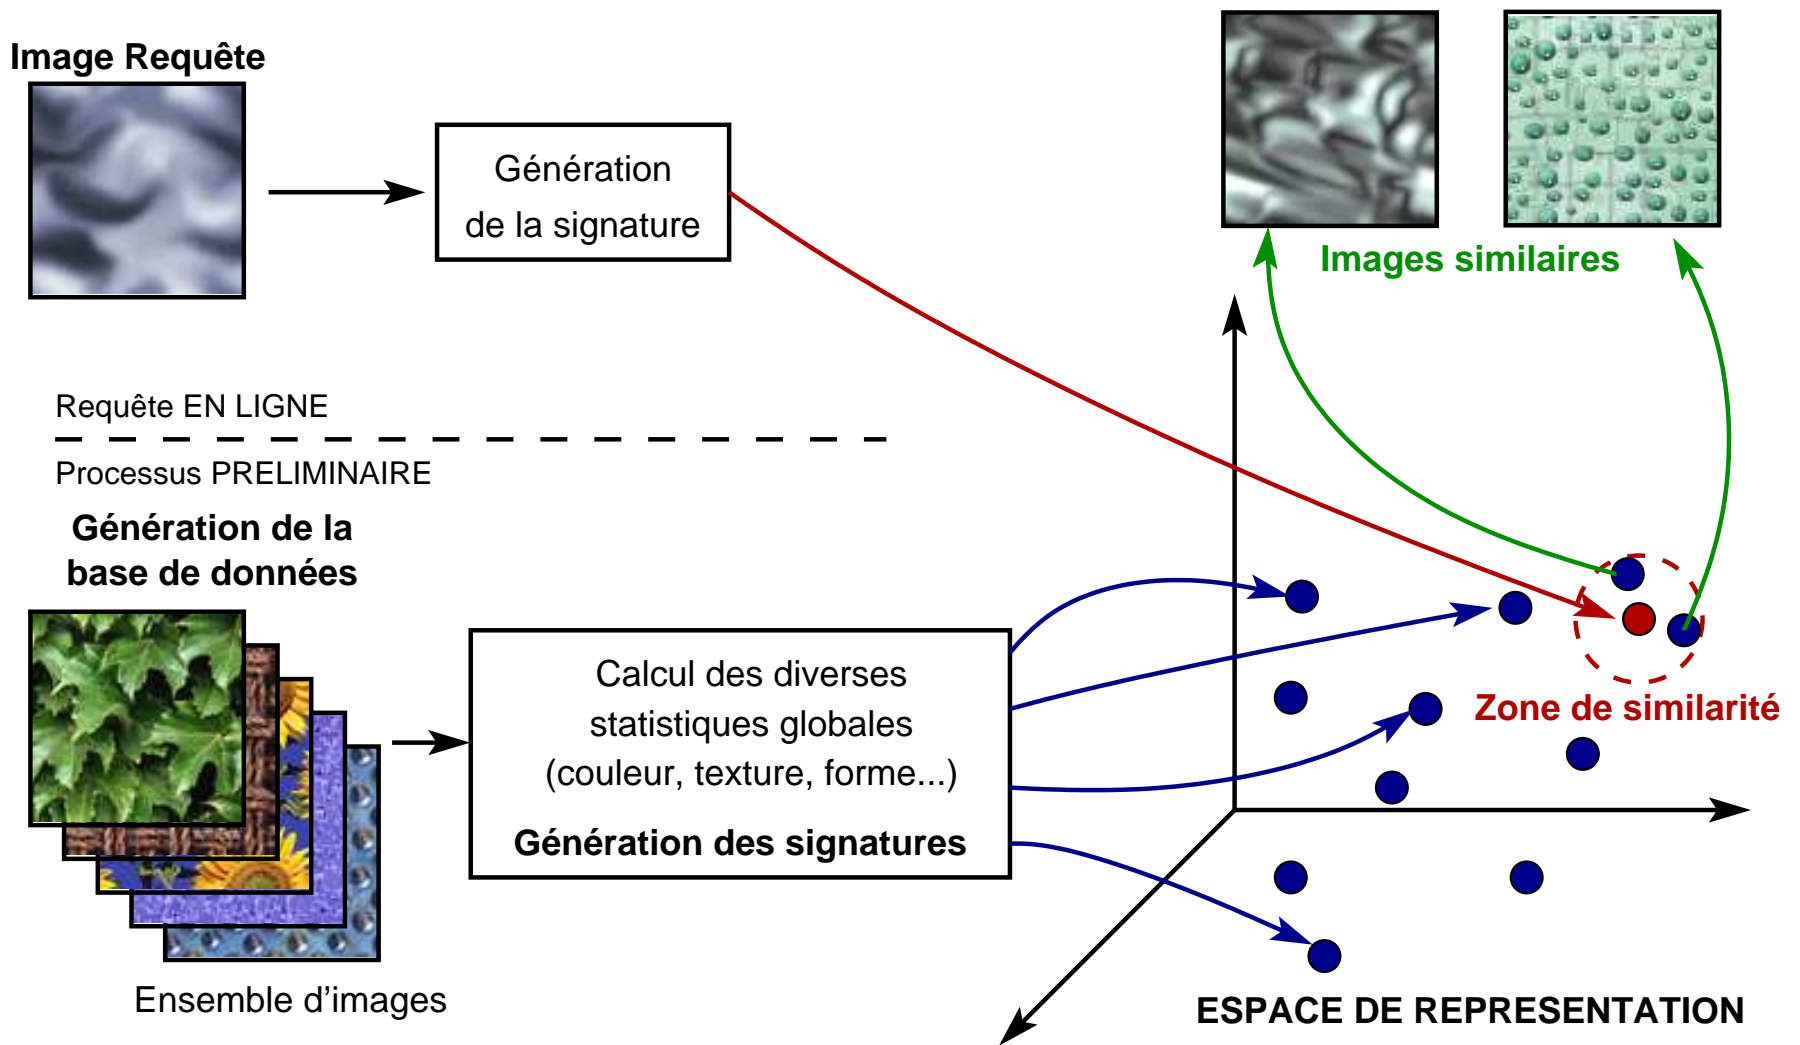 Image Requête
Génération
de la signature
Images similaires
Requête EN LIGNE
Processus PRELIMINAIRE
Génération de la
base de données
Calcul des diverses
statistiques globales
(couleur, texture, forme...)
Génération des signatures
Zone de similarité
Ensemble d'images
ESPACE DE REPRESENTATION